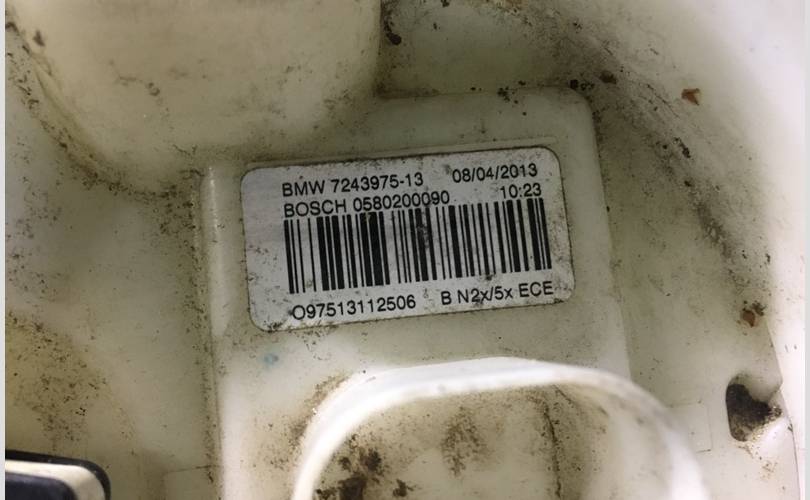 BMW 7243975-13 08/04/2013
BOSCH 0580200090 10:23
O97513112506 B N2x/5x ECE